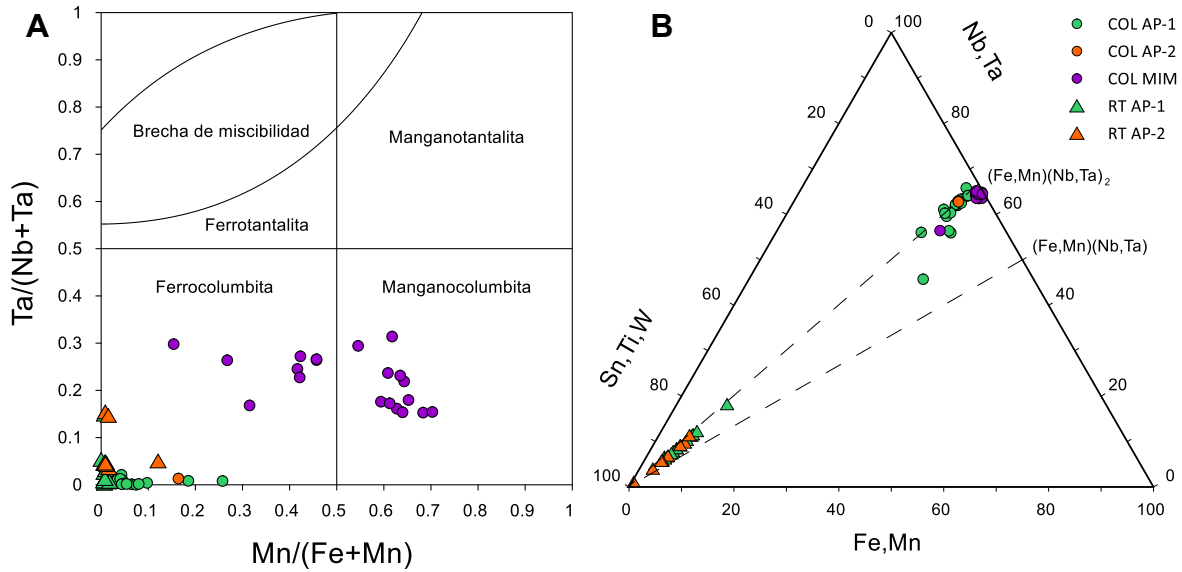 A
Ta/(Nb+Ta)
1
0.9
0.8
0.7
0.6
0.5
0.4
0.3
0.2
0.1
0
Brecha de miscibilidad
Manganotantalita
Ferrotantalita
Ferrocolumbita
Manganocolumbita
0 0.1 0.2 0.3 0.4 0.5 0.6 0.7 0.8 0.9 1
Mn/(Fe+Mn)
B
0 100
Nb,Ta
20 80
40 60
60 40
80 20
100 0
Sn,Ti,W
(Fe,Mn)(Nb,Ta)₂
(Fe,Mn)(Nb,Ta)
0 20 40 60 80 100
Fe,Mn
COL AP-1
COL AP-2
COL MIM
RT AP-1
RT AP-2